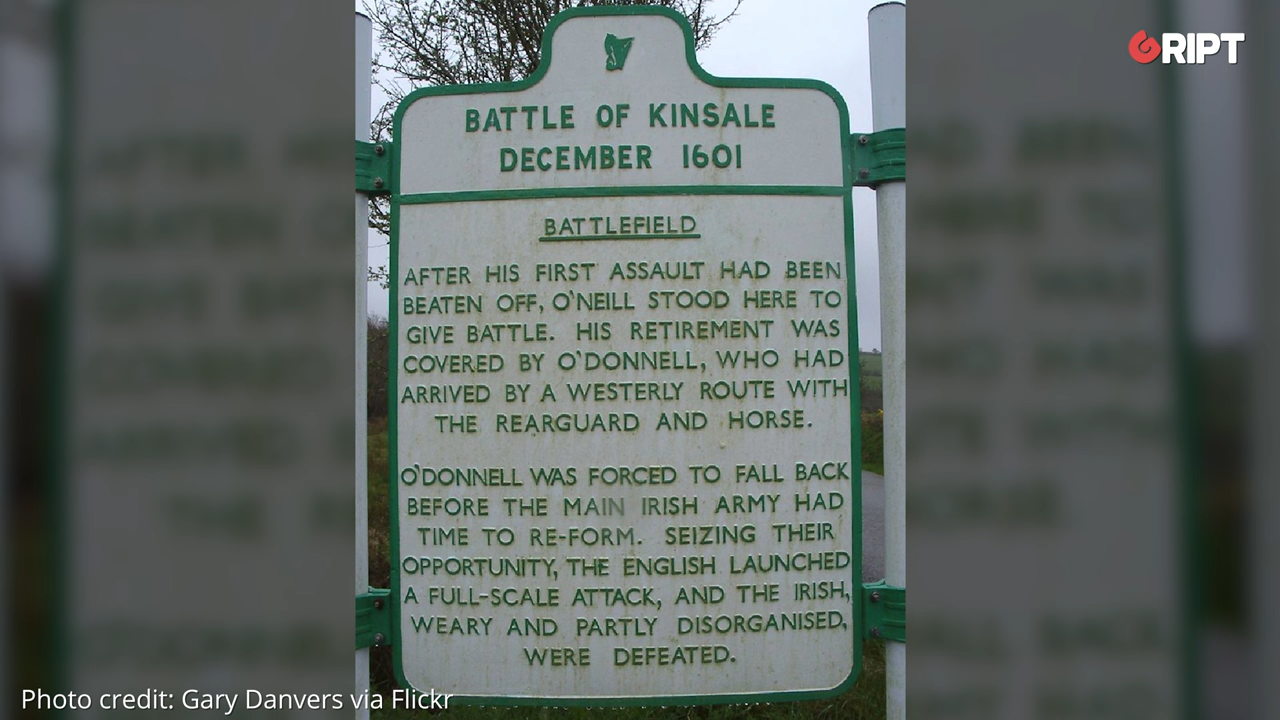 GRIPT
BATTLE OF KINSALE
DECEMBER 1601
BATTLEFIELD
AFTER HIS FIRST ASSAULT HAD BEEN
BEATEN OFF, O'NEILL STOOD HERE TO
GIVE BATTLE. HIS RETIREMENT WAS
COVERED BY O'DONNELL, WHO HAD
ARRIVED BY A WESTERLY ROUTE WITH
THE REARGUARD AND HORSE.
O'DONNELL WAS FORCED TO FALL BACK
BEFORE THE MAIN IRISH ARMY HAD
TIME TO RE-FORM. SEIZING THEIR
OPPORTUNITY, THE ENGLISH LAUNCHED
A FULL-SCALE ATTACK, AND THE IRISH,
WEARY AND PARTLY DISORGANISED,
WERE DEFEATED.
Photo credit: Gary Danvers via Flickr